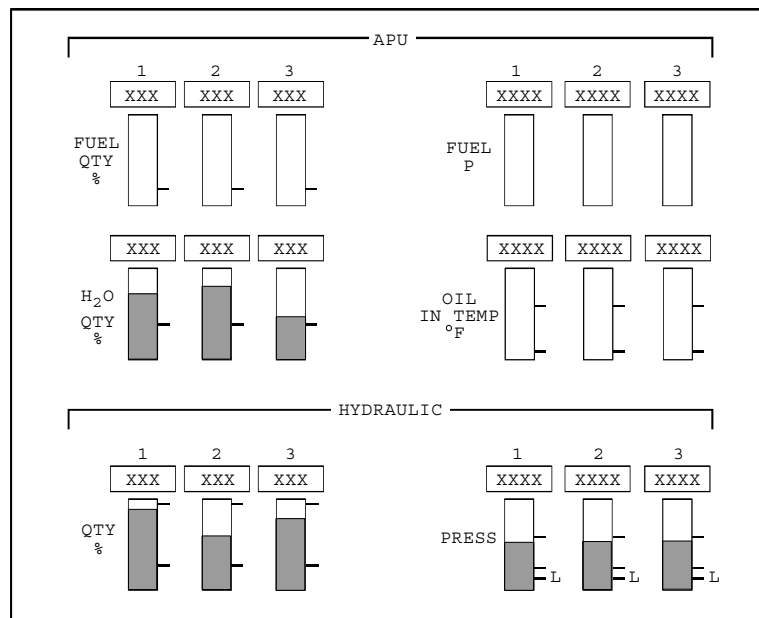 APU
1 2 3
XXX XXX XXX
FUEL
QTY
%
1 2 3
XXXX XXXX XXXX
FUEL
P
XXX XXX XXX
H₂O
QTY
%
XXXX XXXX XXXX
OIL
IN TEMP
°F
HYDRAULIC
1 2 3
XXX XXX XXX
QTY
%
1 2 3
XXXX XXXX XXXX
PRESS
L L L